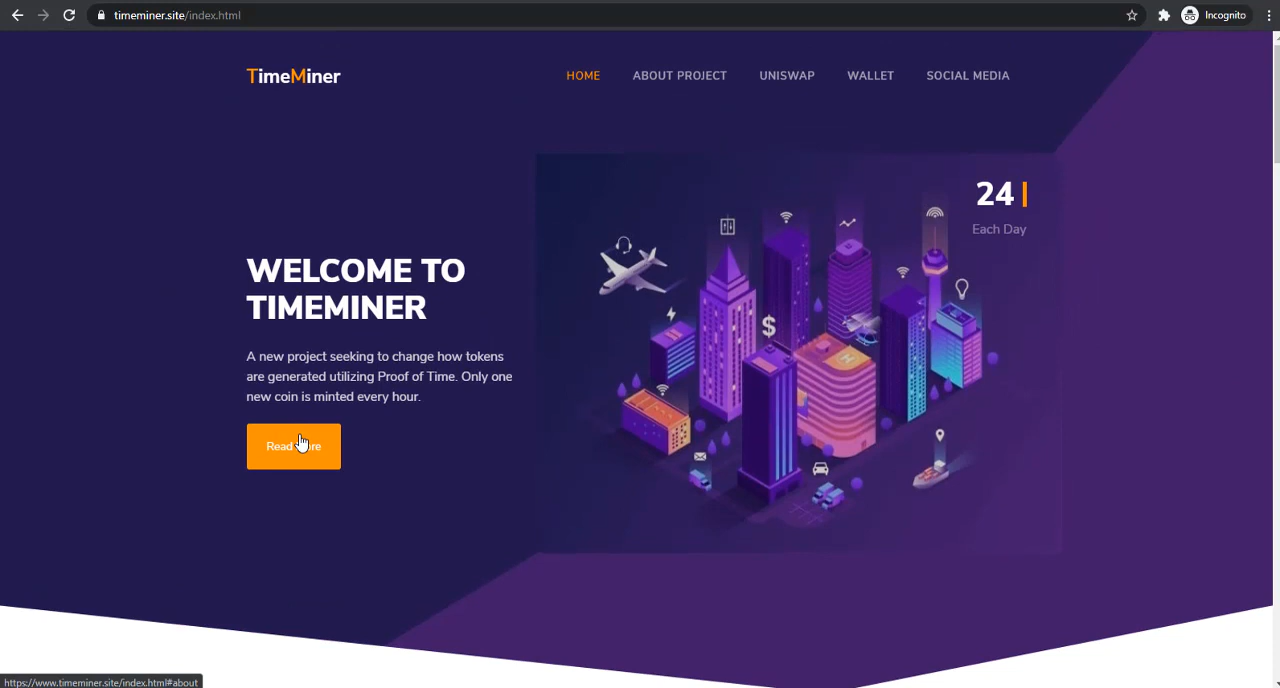 timeminer.site/index.html
Incognito
TimeMiner
HOME
ABOUT PROJECT
UNISWAP
WALLET
SOCIAL MEDIA
24
Each Day
WELCOME TO
TIMEMINER
A new project seeking to change how tokens
are generated utilizing Proof of Time. Only one
new coin is minted every hour.
Read
https://www.timeminer.site/index.html#about